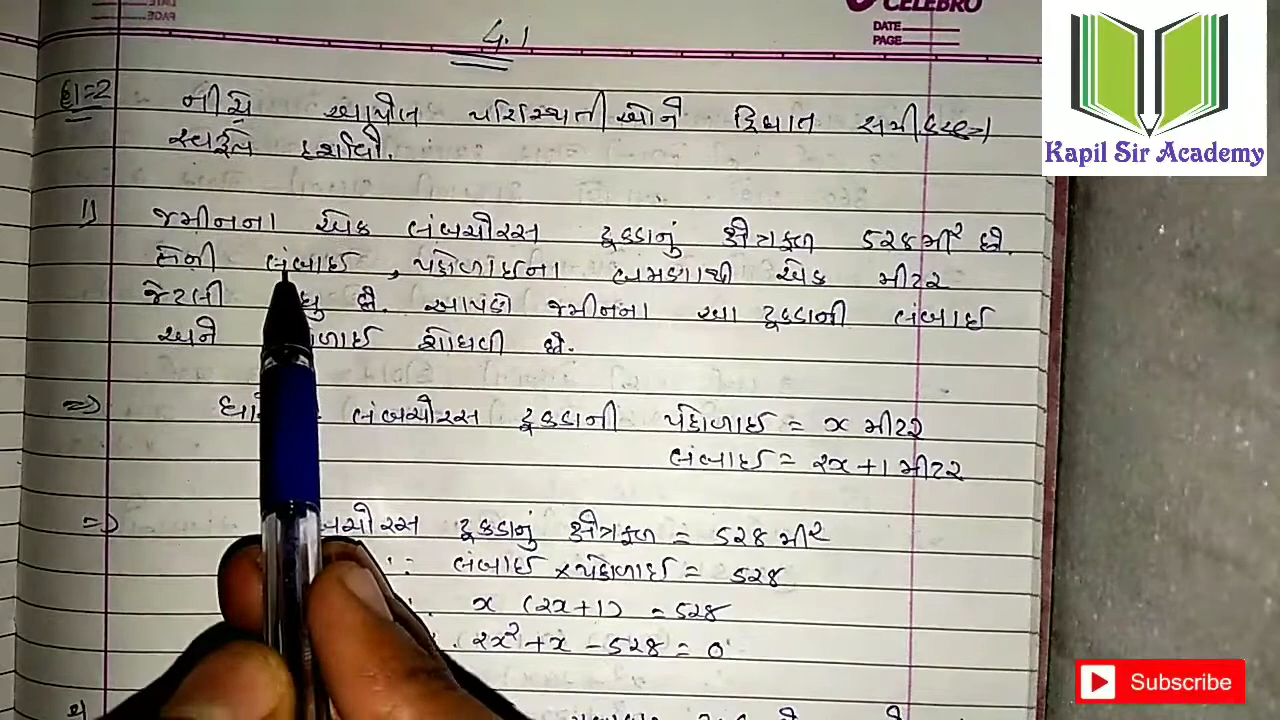 CELEBRO
DATE
PAGE
4.1
દા=2 નીચે આપેલ પરિસ્થતીઓને દ્વિઘાત સમીકરણ
સ્વરૂપે દર્શાવો.
1) જમીનના એક લંબચોરસ ટૂકડાનું ક્ષેત્રફળ 528મી² છે.
તેની લંબાઈ, પહોળાઈના બમણાથી એક મીટર
જેટલી છે. આપણે જમીનના આ ટૂકડાની લંબાઈ
અને શોધવી છે.
=> લંબચોરસ ટૂકડાની પહોળાઈ = x મીટર
લંબાઈ = 2x+1 મીટર
=> ટૂકડાનું ક્ષેત્રફળ = 528 મી²
∴ લંબાઈ × પહોળાઈ = 528
∴ x (2x+1) = 528
∴ 2x²+x -528 = 0
Kapil Sir Academy
Subscribe